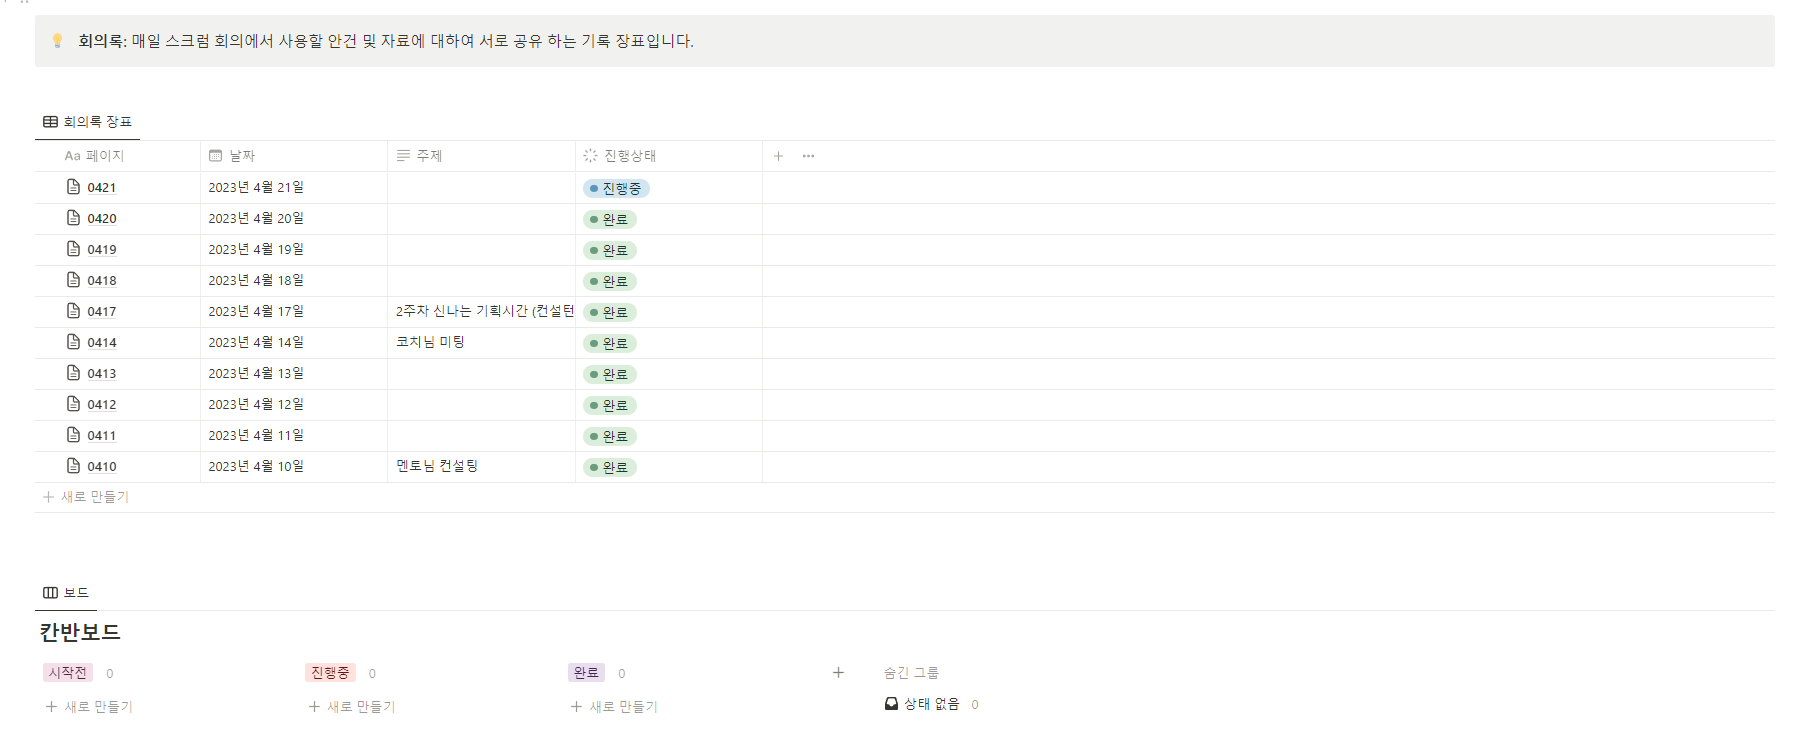 회의록: 매일 스크럼 회의에서 사용할 안건 및 자료에 대하여 서로 공유 하는 기록 장표입니다.
회의록 장표
Aa 페이지 날짜 주제 진행상태
0421 2023년 4월 21일 진행중
0420 2023년 4월 20일 완료
0419 2023년 4월 19일 완료
0418 2023년 4월 18일 완료
0417 2023년 4월 17일 2주차 신나는 기획시간 (컨설턴 완료
0414 2023년 4월 14일 코치님 미팅 완료
0413 2023년 4월 13일 완료
0412 2023년 4월 12일 완료
0411 2023년 4월 11일 완료
0410 2023년 4월 10일 멘토님 컨설팅 완료
+ 새로 만들기
보드
칸반보드
시작전 0 진행중 0 완료 0 + 숨긴 그룹
+ 새로 만들기 + 새로 만들기 + 새로 만들기 상태 없음 0